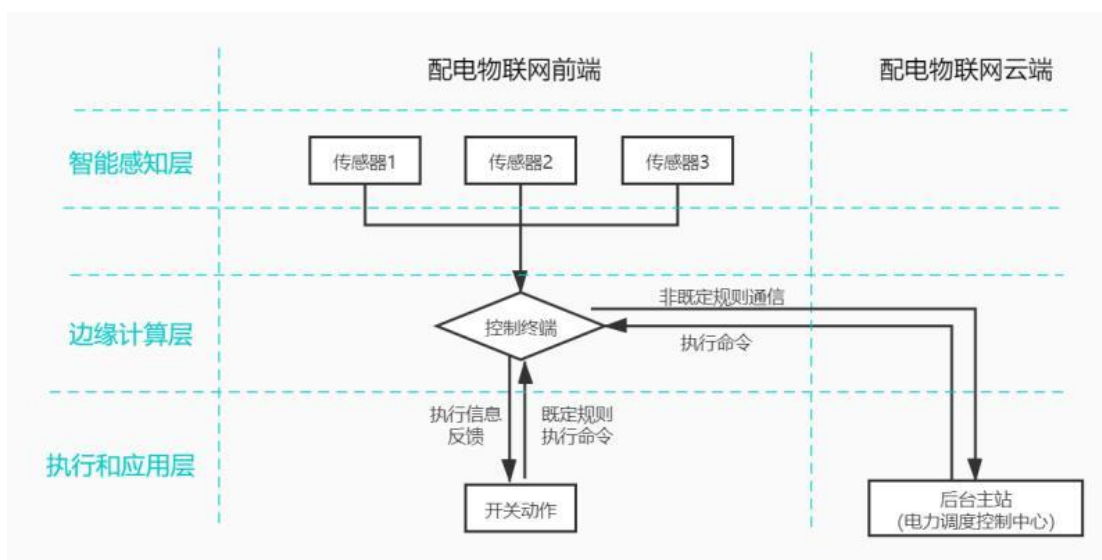 配电物联网前端
配电物联网云端
智能感知层
传感器1
传感器2
传感器3
边缘计算层
控制终端
非既定规则通信
执行命令
执行和应用层
执行信息
反馈
既定规则
执行命令
开关动作
后台主站
(电力调度控制中心)